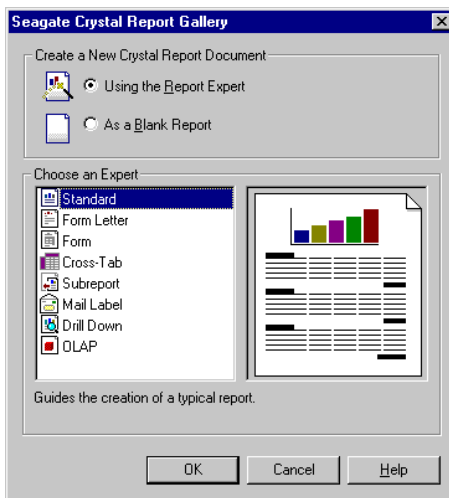 Seagate Crystal Report Gallery
Create a New Crystal Report Document
Using the Report Expert
As a Blank Report
Choose an Expert
Standard
Form Letter
Form
Cross-Tab
Subreport
Mail Label
Drill Down
OLAP
Guides the creation of a typical report.
OK
Cancel
Help